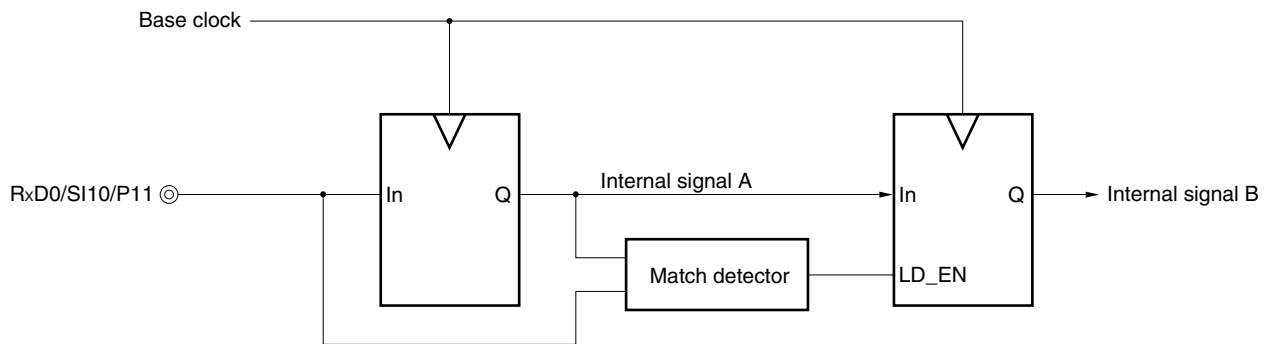 Base clock
RxD0/SI10/P11
In
Q
Internal signal A
In
Q
Internal signal B
Match detector
LD_EN